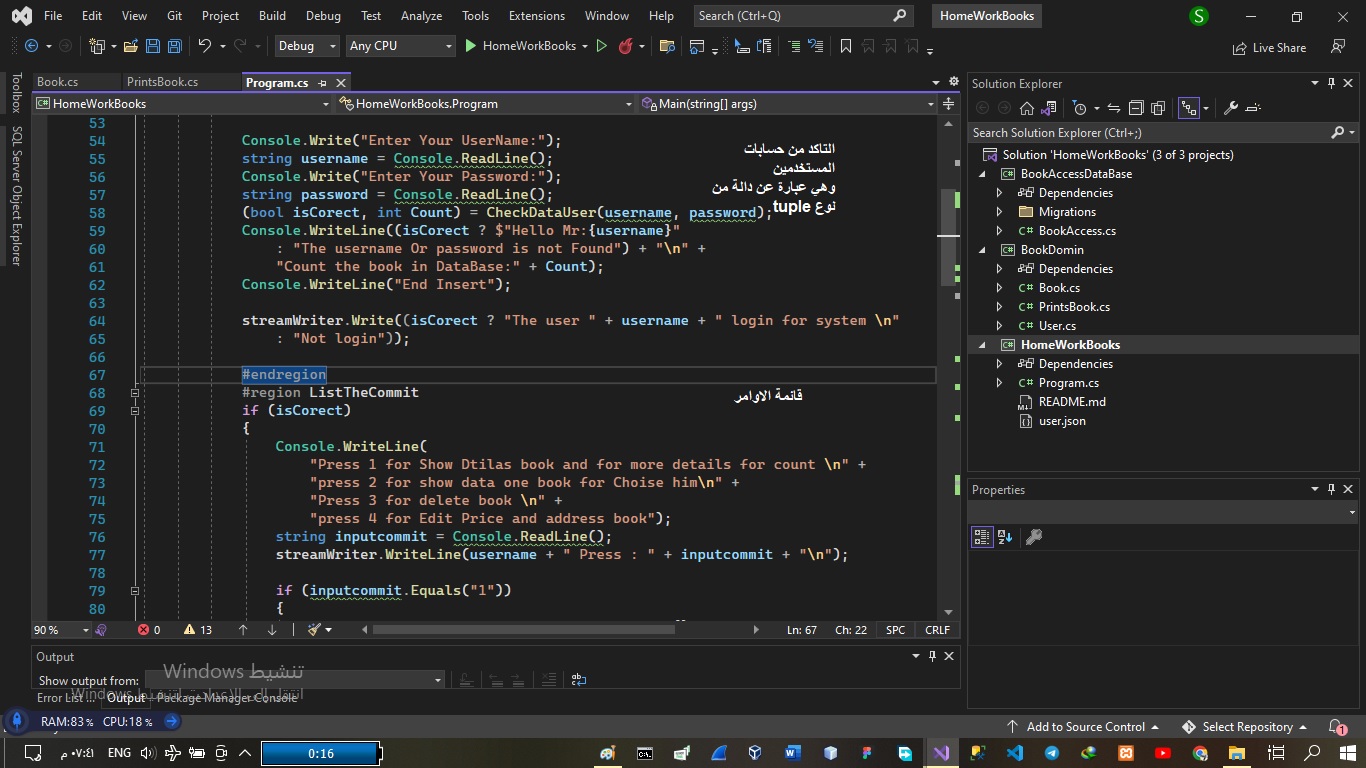 File Edit View Git Project Build Debug Test Analyze Tools Extensions Window Help Search (Ctrl+Q) HomeWorkBooks S
Debug Any CPU HomeWorkBooks Live Share
Toolbox
SQL Server Object Explorer
Book.cs PrintsBook.cs Program.cs
HomeWorkBooks HomeWorkBooks.Program Main(string[] args)
53
54 Console.Write("Enter Your UserName:");
55 string username = Console.ReadLine();
56 Console.Write("Enter Your Password:");
57 string password = Console.ReadLine();
58 (bool isCorect, int Count) = CheckDataUser(username, password);
59 Console.WriteLine((isCorect ? $"Hello Mr:{username}"
60 : "The username Or password is not Found") + "\n" +
61 "Count the book in DataBase:" + Count);
62 Console.WriteLine("End Insert");
63
64 streamWriter.Write((isCorect ? "The user " + username + " login for system \n"
65 : "Not login"));
66
67 #endregion
68 #region ListTheCommit
69 if (isCorect)
70 {
71 Console.WriteLine(
72 "Press 1 for Show Dtilas book and for more details for count \n" +
73 "press 2 for show data one book for Choise him\n" +
74 "Press 3 for delete book \n" +
75 "press 4 for Edit Price and address book");
76 string inputcommit = Console.ReadLine();
77 streamWriter.WriteLine(username + " Press : " + inputcommit + "\n");
78
79 if (inputcommit.Equals("1"))
80 {
التاكد من حسابات
المستخدمين
وهي عبارة عن دالة من
نوع tuple
قائمة الاوامر
90 % 0 13 Ln: 67 Ch: 22 SPC CRLF
Output
Show output from:
Error List ... Output Package Manager Console
تنشيط Windows
Solution Explorer
Search Solution Explorer (Ctrl+;)
Solution 'HomeWorkBooks' (3 of 3 projects)
BookAccessDataBase
Dependencies
Migrations
C# BookAccess.cs
BookDomin
Dependencies
C# Book.cs
C# PrintsBook.cs
C# User.cs
HomeWorkBooks
Dependencies
C# Program.cs
README.md
user.json
Properties
RAM:83% CPU:18%
Add to Source Control Select Repository 1
٠٧:٤١ م ENG 0:16